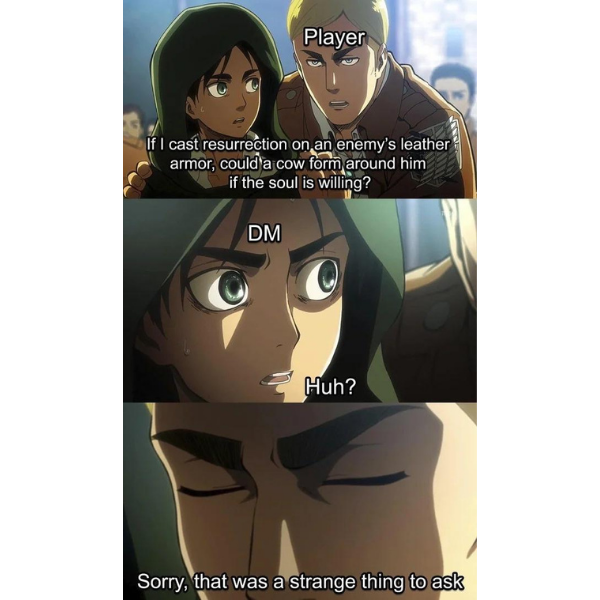 Player
If I cast resurrection on an enemy's leather
armor, could a cow form around him
if the soul is willing?
DM
Huh?
Sorry, that was a strange thing to ask